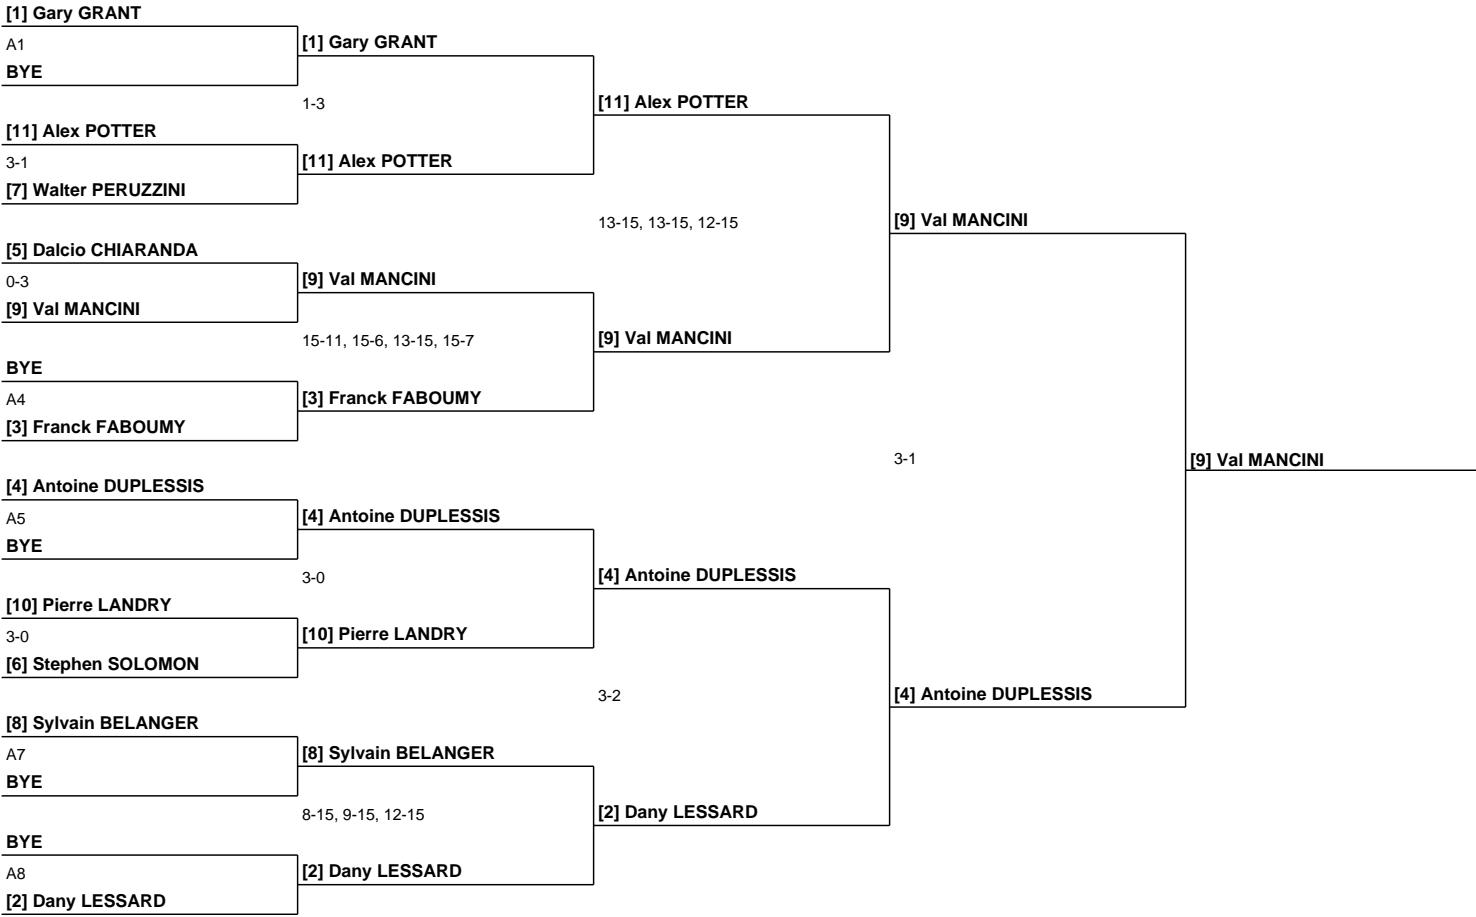 [1] Gary GRANT
A1
BYE
[1] Gary GRANT
1-3
[11] Alex POTTER
[11] Alex POTTER
3-1
[7] Walter PERUZZINI
[11] Alex POTTER
13-15, 13-15, 12-15
[9] Val MANCINI
[5] Dalcio CHIARANDA
0-3
[9] Val MANCINI
[9] Val MANCINI
15-11, 15-6, 13-15, 15-7
[9] Val MANCINI
BYE
A4
[3] Franck FABOUMY
[3] Franck FABOUMY
3-1
[9] Val MANCINI
[4] Antoine DUPLESSIS
A5
BYE
[4] Antoine DUPLESSIS
3-0
[4] Antoine DUPLESSIS
[10] Pierre LANDRY
3-0
[6] Stephen SOLOMON
[10] Pierre LANDRY
3-2
[4] Antoine DUPLESSIS
[8] Sylvain BELANGER
A7
BYE
[8] Sylvain BELANGER
8-15, 9-15, 12-15
[2] Dany LESSARD
BYE
A8
[2] Dany LESSARD
[2] Dany LESSARD